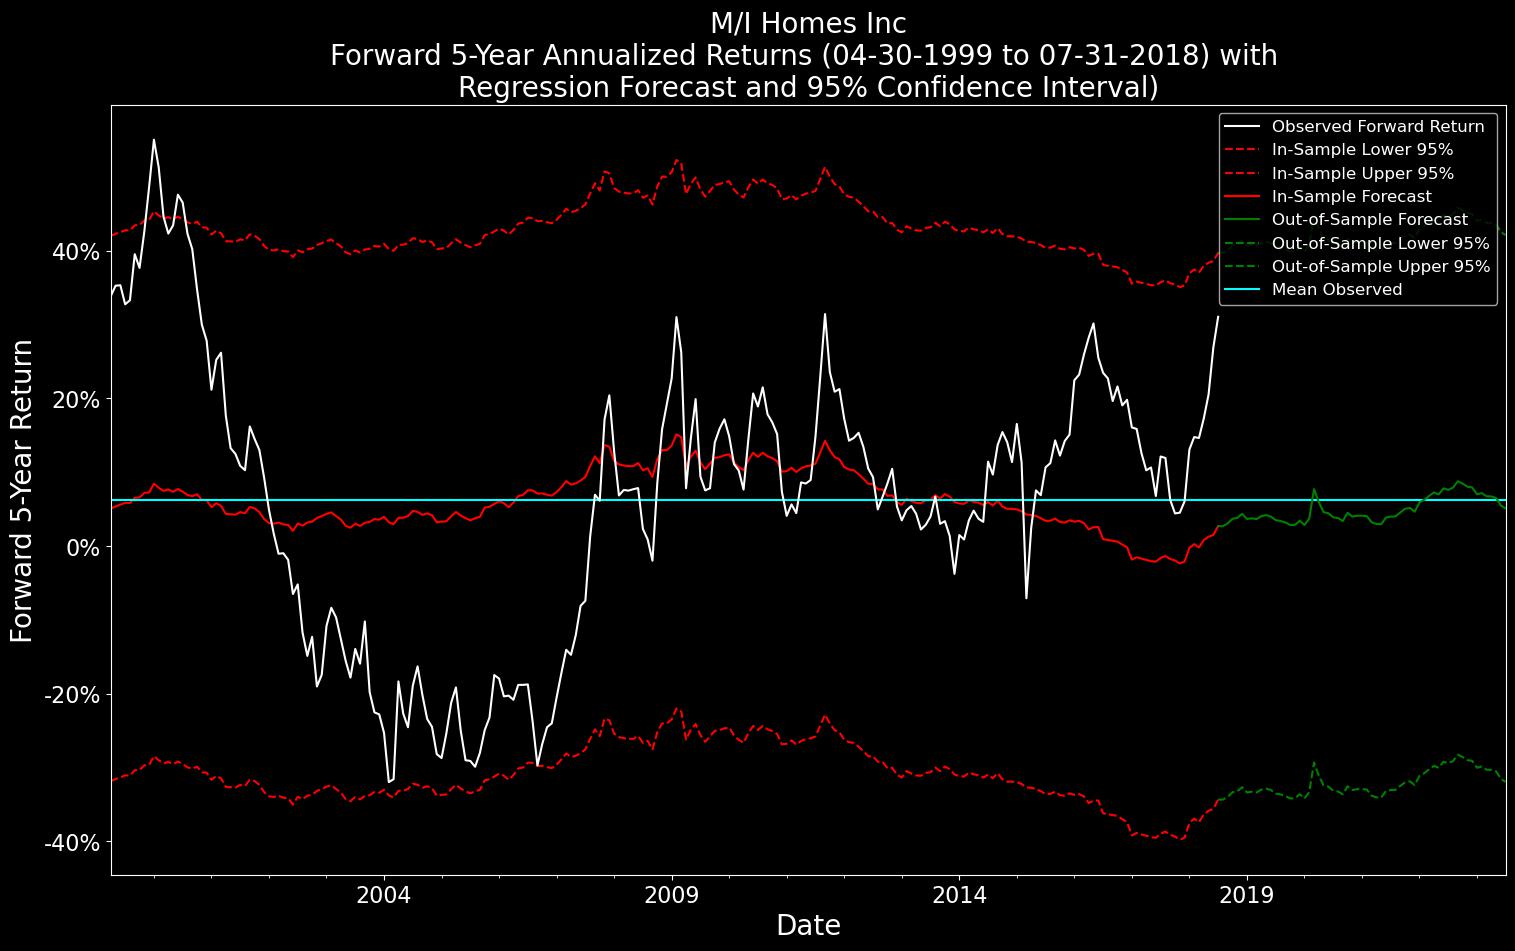 M/I Homes Inc
Forward 5-Year Annualized Returns (04-30-1999 to 07-31-2018) with
Regression Forecast and 95% Confidence Interval)
Observed Forward Return
In-Sample Lower 95%
In-Sample Upper 95%
In-Sample Forecast
Out-of-Sample Forecast
Out-of-Sample Lower 95%
Out-of-Sample Upper 95%
Mean Observed
Forward 5-Year Return
40%
20%
0%
-20%
-40%
2004
2009
2014
2019
Date